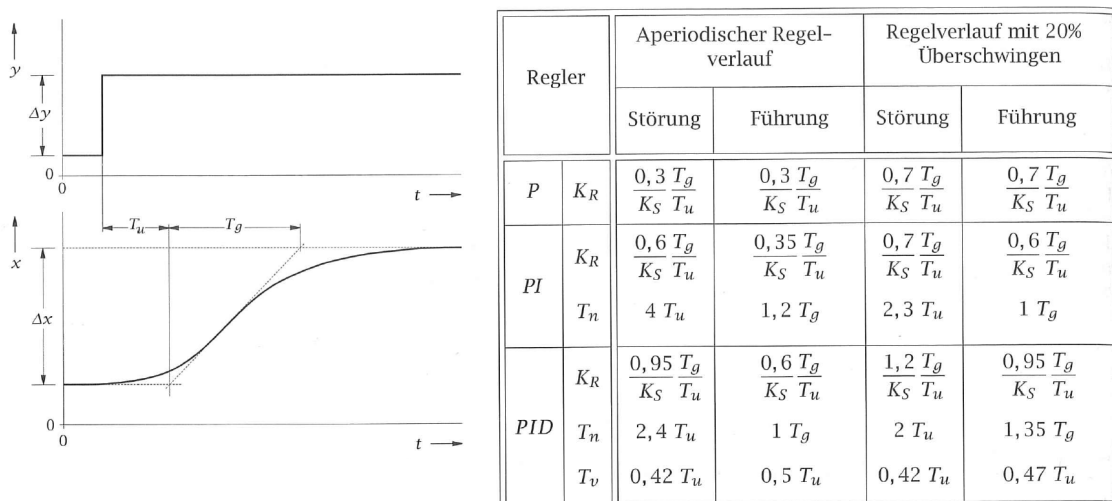 y
Δy
0
0
t
T_u
T_g
x
Δx
0
0
t
Regler
Aperiodischer Regel-
verlauf
Regelverlauf mit 20%
Überschwingen
Störung
Führung
Störung
Führung
P
K_R
0,3/K_S T_g/T_u
0,3/K_S T_g/T_u
0,7/K_S T_g/T_u
0,7/K_S T_g/T_u
PI
K_R
0,6/K_S T_g/T_u
0,35/K_S T_g/T_u
0,7/K_S T_g/T_u
0,6/K_S T_g/T_u
T_n
4 T_u
1,2 T_g
2,3 T_u
1 T_g
PID
K_R
0,95/K_S T_g/T_u
0,6/K_S T_g/T_u
1,2/K_S T_g/T_u
0,95/K_S T_g/T_u
T_n
2,4 T_u
1 T_g
2 T_u
1,35 T_g
T_v
0,42 T_u
0,5 T_u
0,42 T_u
0,47 T_u